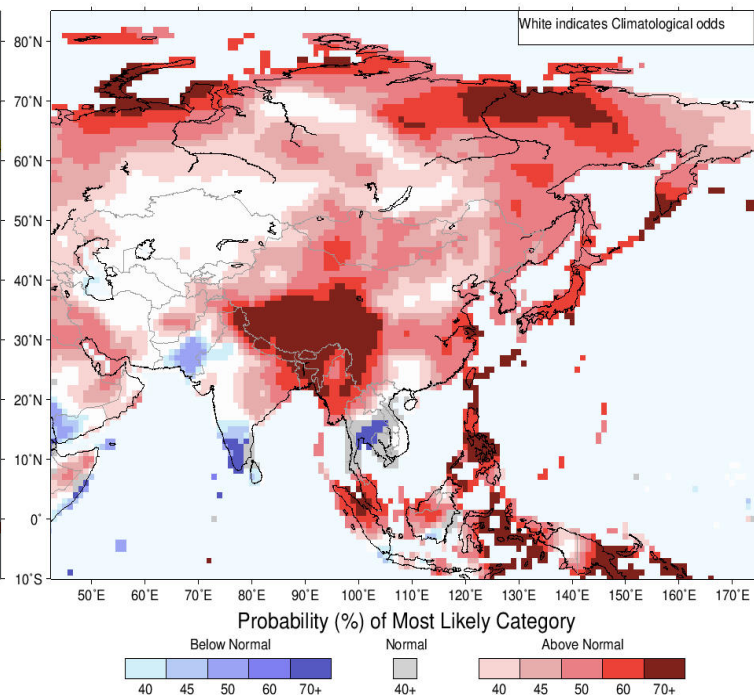 White indicates Climatological odds
80°N
70°N
60°N
50°N
40°N
30°N
20°N
10°N
0°
10°S
50°E 60°E 70°E 80°E 90°E 100°E 110°E 120°E 130°E 140°E 150°E 160°E 170°E
Probability (%) of Most Likely Category
Below Normal Normal Above Normal
40 45 50 60 70+ 40+ 40 45 50 60 70+